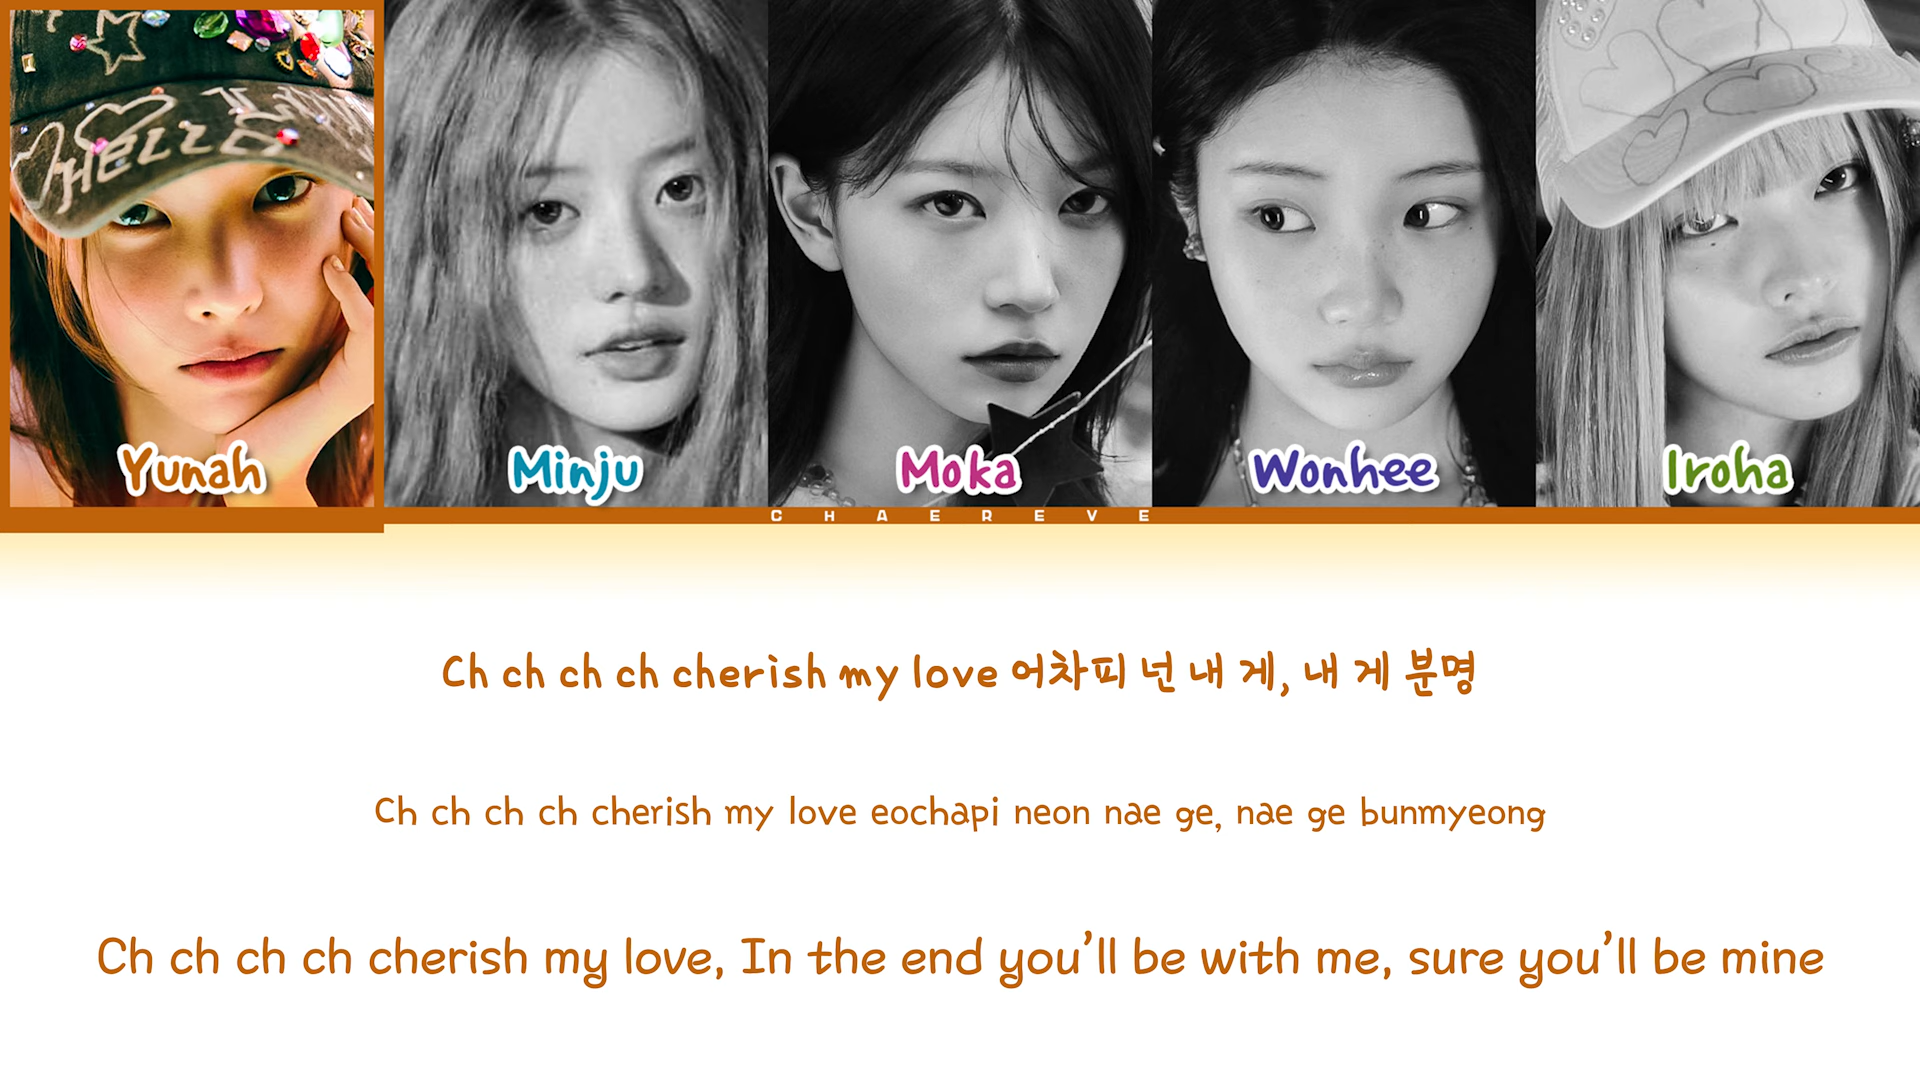 HELLO
Yunah
Minju
Moka
Wonhee
Iroha
CHAEREVE
Ch ch ch ch cherish my love 어차피 넌 내 게, 내 게 분명
Ch ch ch ch cherish my love eochapi neon nae ge, nae ge bunmyeong
Ch ch ch ch cherish my love, In the end you’ll be with me, sure you’ll be mine